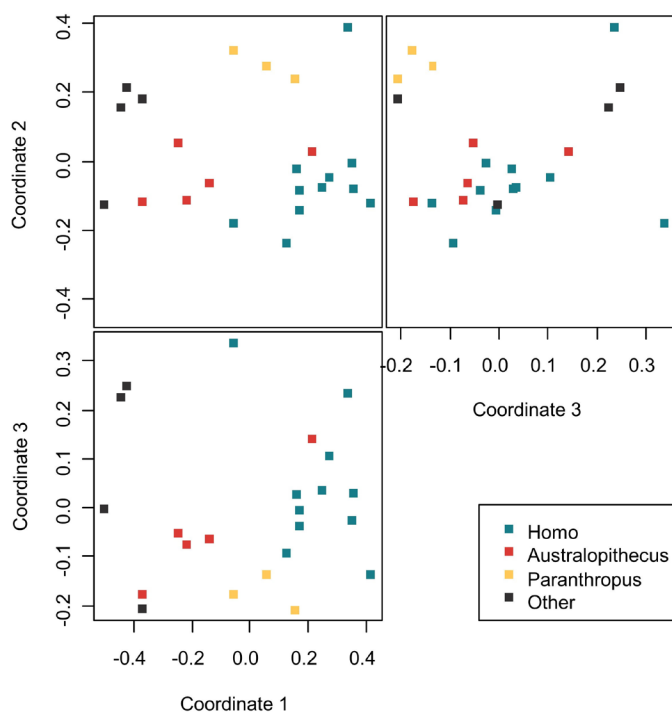 0.4
0.2
0.0
-0.2
-0.4
Coordinate 2
0.3
0.2
0.1
0.0
-0.1
-0.2
Coordinate 3
-0.2 -0.1 0.0 0.1 0.2 0.3
Coordinate 3
Homo
Australopithecus
Paranthropus
Other
-0.4 -0.2 0.0 0.2 0.4
Coordinate 1